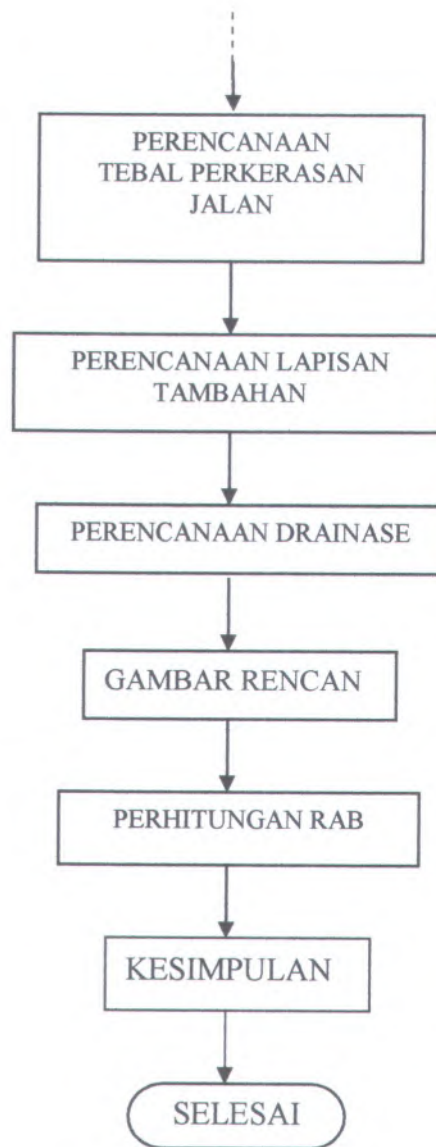 PERENCANAAN
TEBAL PERKERASAN
JALAN
PERENCANAAN LAPISAN
TAMBAHAN
PERENCANAAN DRAINASE
GAMBAR RENCAN
PERHITUNGAN RAB
KESIMPULAN
SELESAI